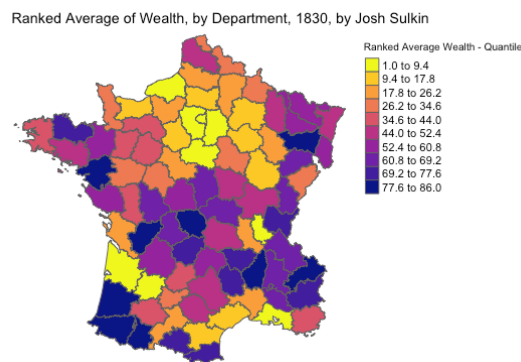 Ranked Average of Wealth, by Department, 1830, by Josh Sulkin
Ranked Average Wealth - Quantile
1.0 to 9.4
9.4 to 17.8
17.8 to 26.2
26.2 to 34.6
34.6 to 44.0
44.0 to 52.4
52.4 to 60.8
60.8 to 69.2
69.2 to 77.6
77.6 to 86.0